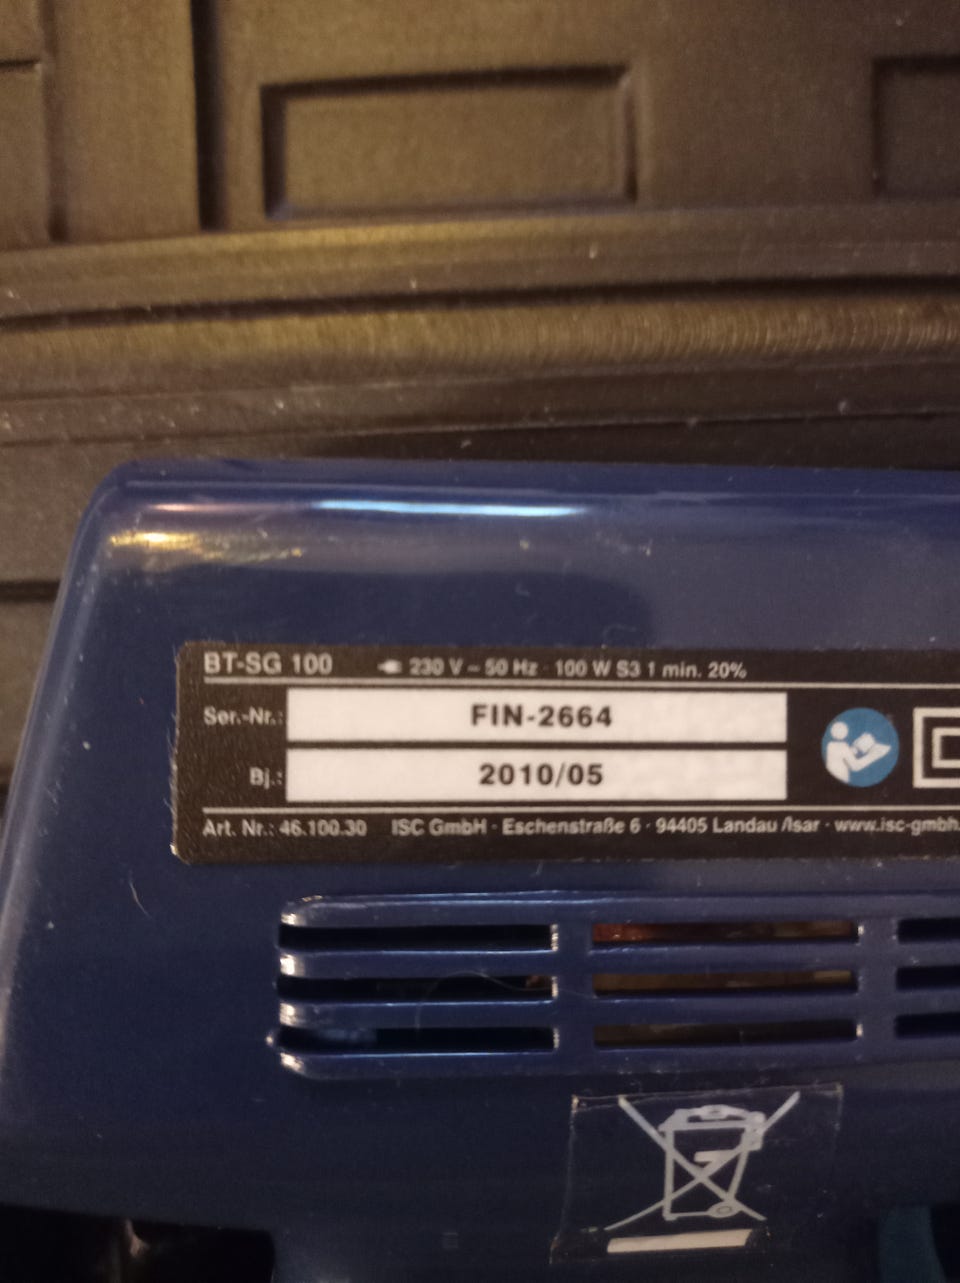 BT-SG 100 230 V ~ 50 Hz · 100 W S3 1 min. 20%
Ser.-Nr.: FIN-2664
Bj.: 2010/05
Art. Nr.: 46.100.30 ISC GmbH · Eschenstraße 6 · 94405 Landau /Isar · www.isc-gmbh.